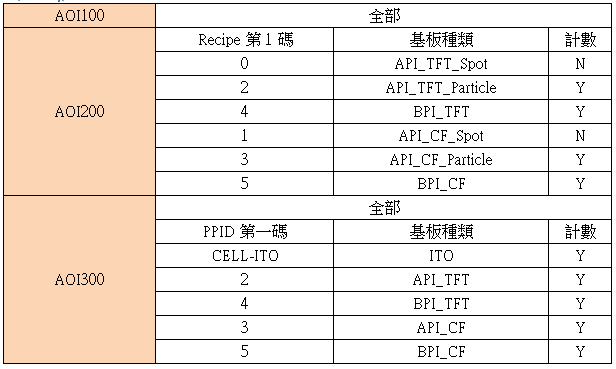 AOI100 全部
AOI200 Recipe 第 1 碼 基板種類 計數
0 API_TFT_Spot N
2 API_TFT_Particle Y
4 BPI_TFT Y
1 API_CF_Spot N
3 API_CF_Particle Y
5 BPI_CF Y
AOI300 全部
PPID 第一碼 基板種類 計數
CELL-ITO ITO Y
2 API_TFT Y
4 BPI_TFT Y
3 API_CF Y
5 BPI_CF Y